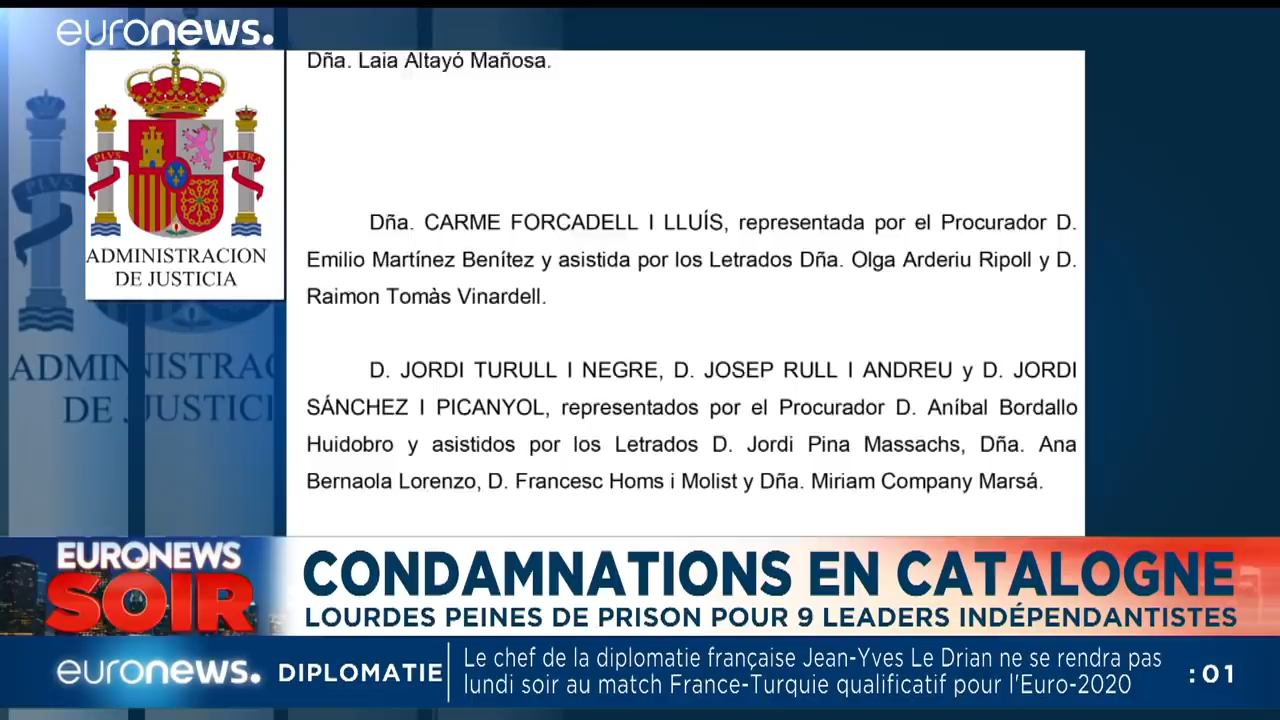 euronews.
Dña. Laia Altayó Mañosa.
PLVS VLTRA
ADMINISTRACION
DE JUSTICIA
Dña. CARME FORCADELL I LLUÍS, representada por el Procurador D.
Emilio Martínez Benítez y asistida por los Letrados Dña. Olga Arderiu Ripoll y D.
Raimon Tomàs Vinardell.
D. JORDI TURULL I NEGRE, D. JOSEP RULL I ANDREU y D. JORDI
SÁNCHEZ I PICANYOL, representados por el Procurador D. Aníbal Bordallo
Huidobro y asistidos por los Letrados D. Jordi Pina Massachs, Dña. Ana
Bernaola Lorenzo, D. Francesc Homs i Molist y Dña. Miriam Company Marsá.
ADMINISTRAC
DE JUSTICI
EURONEWS
SOIR
CONDAMNATIONS EN CATALOGNE
LOURDES PEINES DE PRISON POUR 9 LEADERS INDÉPENDANTISTES
euronews.
DIPLOMATIE
Le chef de la diplomatie française Jean-Yves Le Drian ne se rendra pas
lundi soir au match France-Turquie qualificatif pour l'Euro-2020
:01